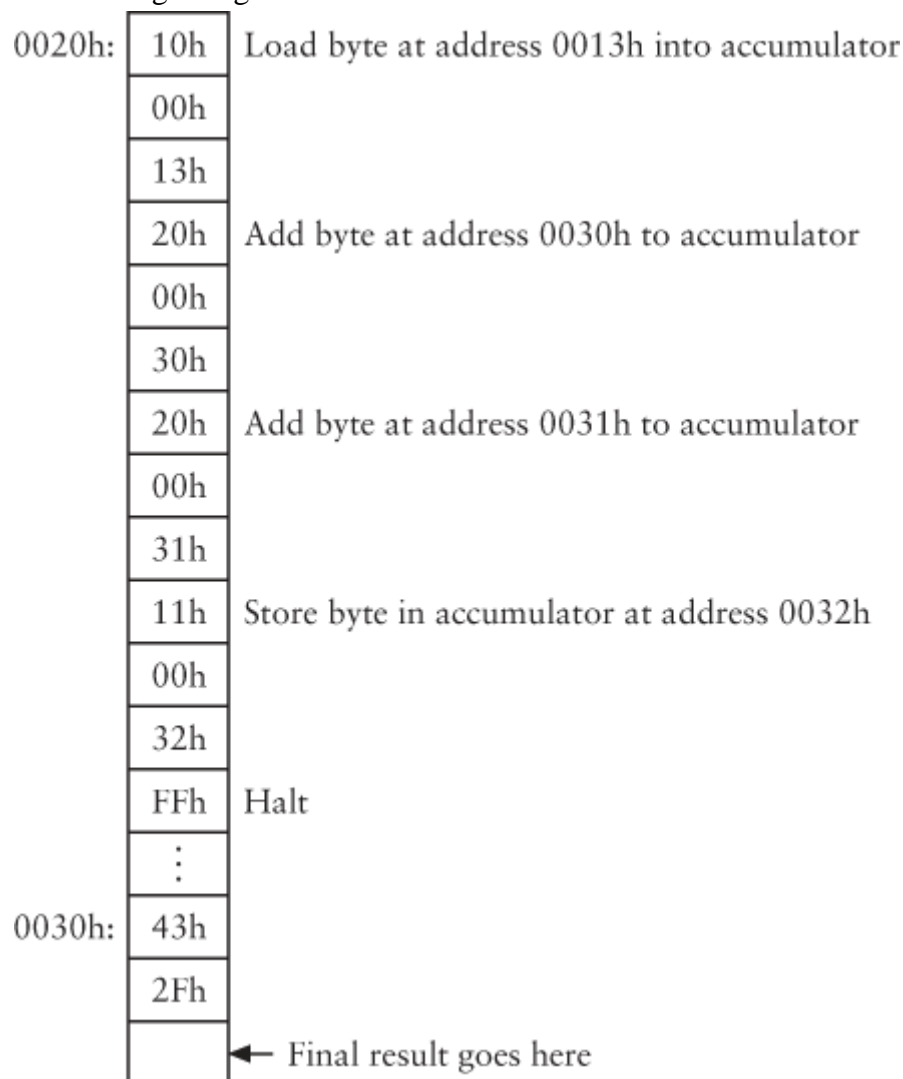 0020h: 10h Load byte at address 0013h into accumulator
00h
13h
20h Add byte at address 0030h to accumulator
00h
30h
20h Add byte at address 0031h to accumulator
00h
31h
11h Store byte in accumulator at address 0032h
00h
32h
FFh Halt
⋮
0030h: 43h
2Fh
← Final result goes here